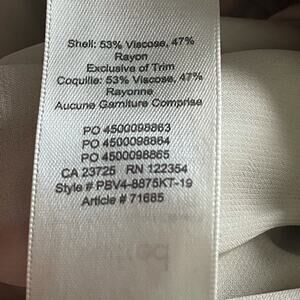 Shell: 53% Viscose, 47%
Rayon
Exclusive of Trim
Coquille: 53% Viscose, 47%
Rayonne
Aucune Garniture Comprise
PO 4500098863
PO 4500098864
PO 4500098865
CA 23725 RN 122354
Style # PBV4-8875KT-19
Article # 71685